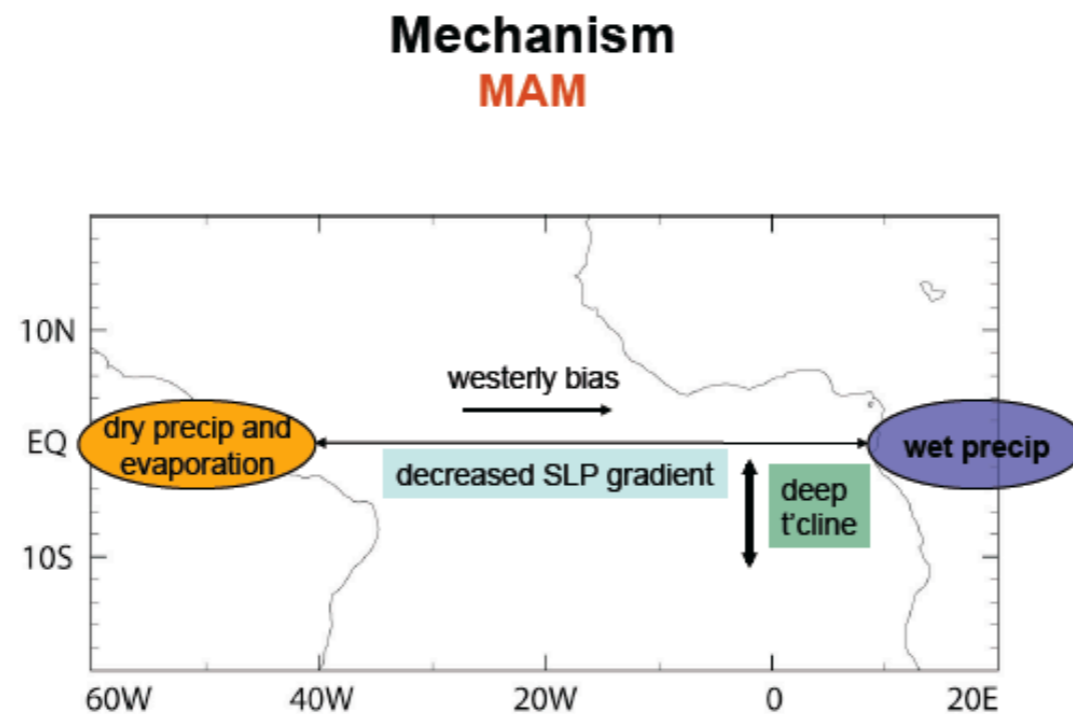 Mechanism
MAM
10N
westerly bias
EQ
dry precip and
evaporation
wet precip
decreased SLP gradient
deep
t'cline
10S
60W
40W
20W
0
20E